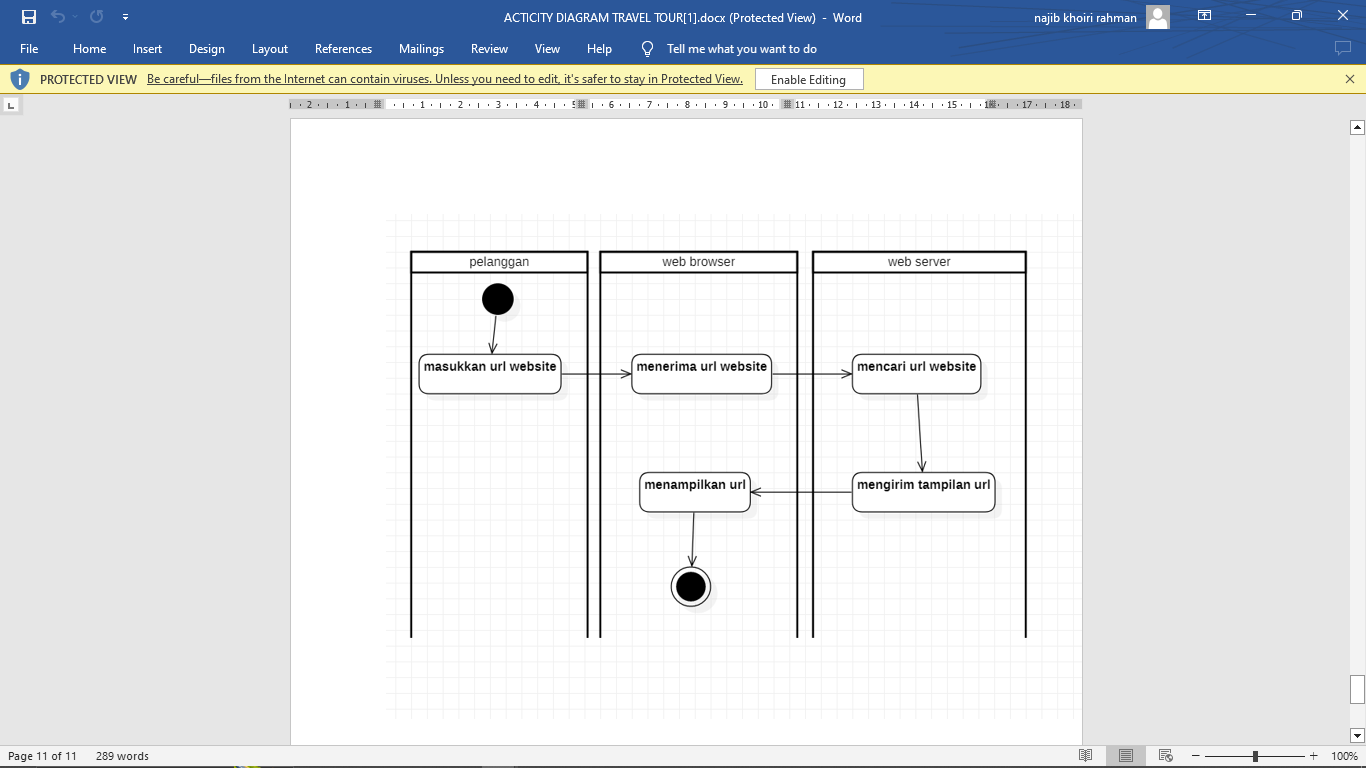 ACTICITY DIAGRAM TRAVEL TOUR[1].docx (Protected View) - Word
najib khoiri rahman
File Home Insert Design Layout References Mailings Review View Help Tell me what you want to do
PROTECTED VIEW Be careful—files from the Internet can contain viruses. Unless you need to edit, it's safer to stay in Protected View. Enable Editing
2 1 1 2 3 4 5 6 7 8 9 10 11 12 13 14 15 16 17 18
pelanggan web browser web server
masukkan url website menerima url website mencari url website
menampilkan url mengirim tampilan url
Page 11 of 11 289 words 100%